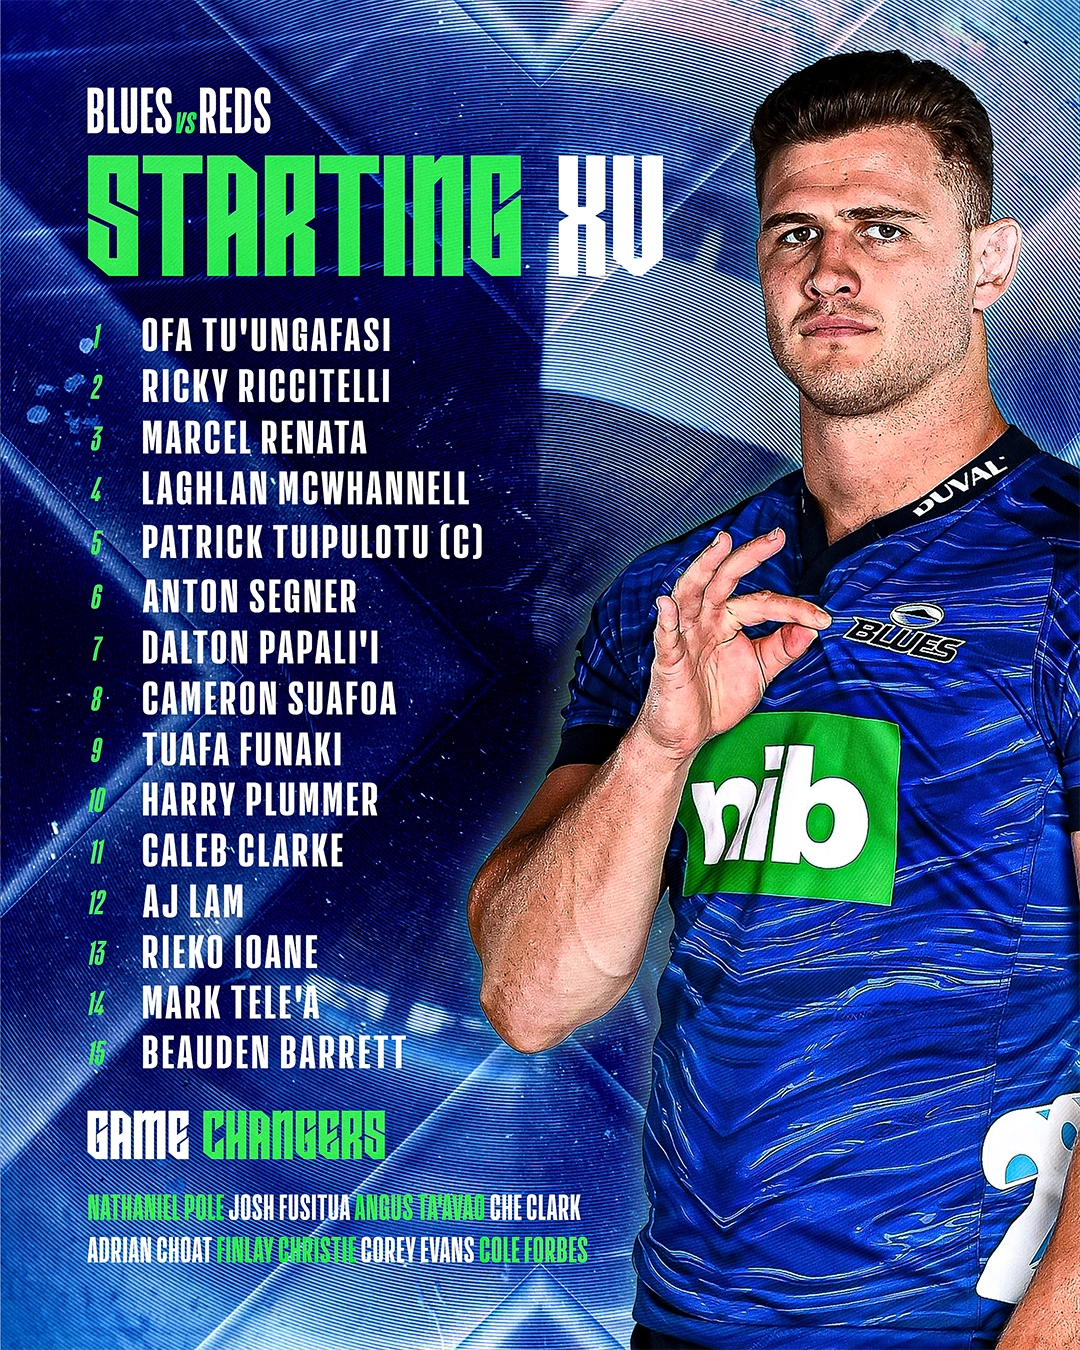 BLUES vs REDS
STARTING XV
1 OFA TU'UNGAFASI
2 RICKY RICCITELLI
3 MARCEL RENATA
4 LAGHLAN MCWHANNELL
5 PATRICK TUIPULOTU (C)
6 ANTON SEGNER
7 DALTON PAPALI'I
8 CAMERON SUAFOA
9 TUAFA FUNAKI
10 HARRY PLUMMER
11 CALEB CLARKE
12 AJ LAM
13 RIEKO IOANE
14 MARK TELE'A
15 BEAUDEN BARRETT
GAME CHANGERS
NATHANIEL POLE JOSH FUSITUA ANGUS TA'AVAO CHE CLARK
ADRIAN CHOAT FINLAY CHRISTIE COREY EVANS COLE FORBES
DUVAL
BLUES
nib